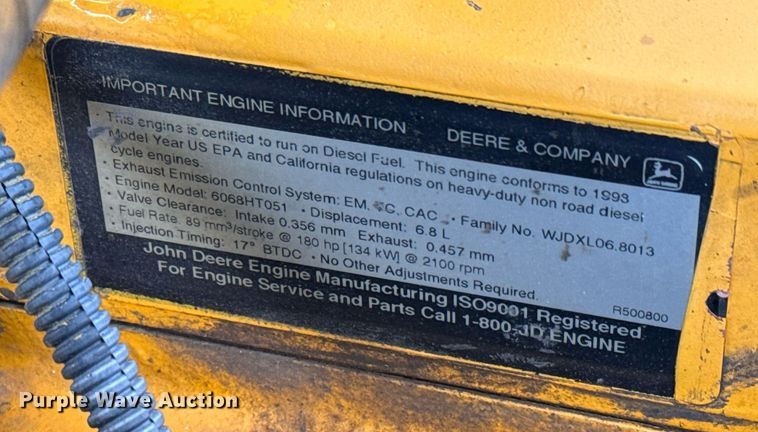 IMPORTANT ENGINE INFORMATION DEERE & COMPANY
• This engine is certified to run on Diesel Fuel. This engine conforms to 1998
Model Year US EPA and California regulations on heavy-duty non road diesel
cycle engines.
• Exhaust Emission Control System: EM, TC, CAC • Family No. WJDXL06.8013
• Engine Model: 6068HT051 • Displacement: 6.8 L
• Valve Clearance: Intake 0.356 mm Exhaust: 0.457 mm
• Fuel Rate: 89 mm³/stroke @ 180 hp [134 kW] @ 2100 rpm
• Injection Timing: 17° BTDC • No Other Adjustments Required.
John Deere Engine Manufacturing ISO9001 Registered
R500800
For Engine Service and Parts Call 1-800-JD ENGINE
Purple Wave Auction